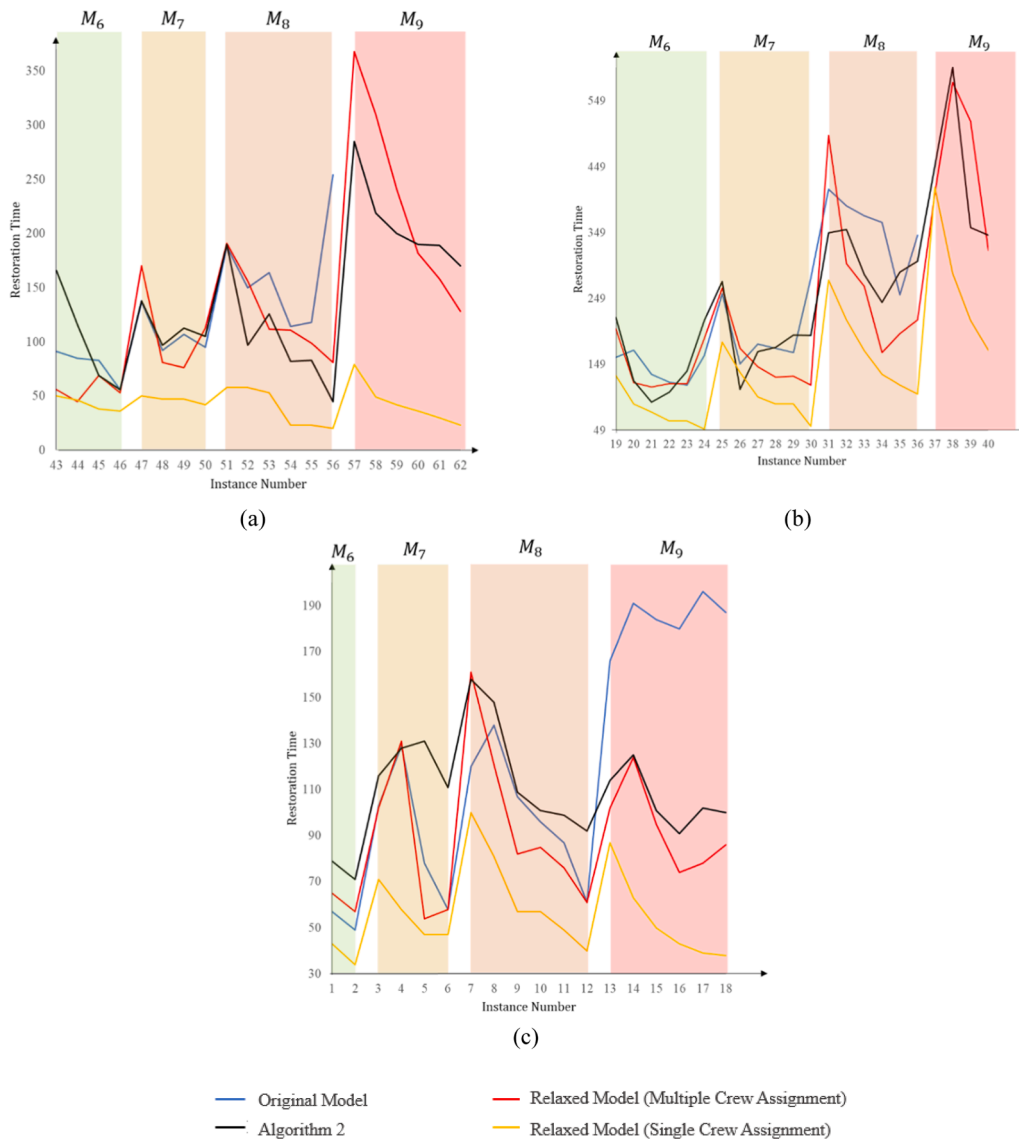 M₆ M₇ M₈ M₉
350
300
250
200
150
100
50
0
Restoration Time
43 44 45 46 47 48 49 50 51 52 53 54 55 56 57 58 59 60 61 62
Instance Number
(a)
M₆ M₇ M₈ M₉
549
449
349
249
149
49
Restoration Time
19 20 21 22 23 24 25 26 27 28 29 30 31 32 33 34 35 36 37 38 39 40
Instance Number
(b)
M₆ M₇ M₈ M₉
190
170
150
130
110
90
70
50
30
Restoration Time
1 2 3 4 5 6 7 8 9 10 11 12 13 14 15 16 17 18
Instance Number
(c)
Original Model
Relaxed Model (Multiple Crew Assignment)
Algorithm 2
Relaxed Model (Single Crew Assignment)